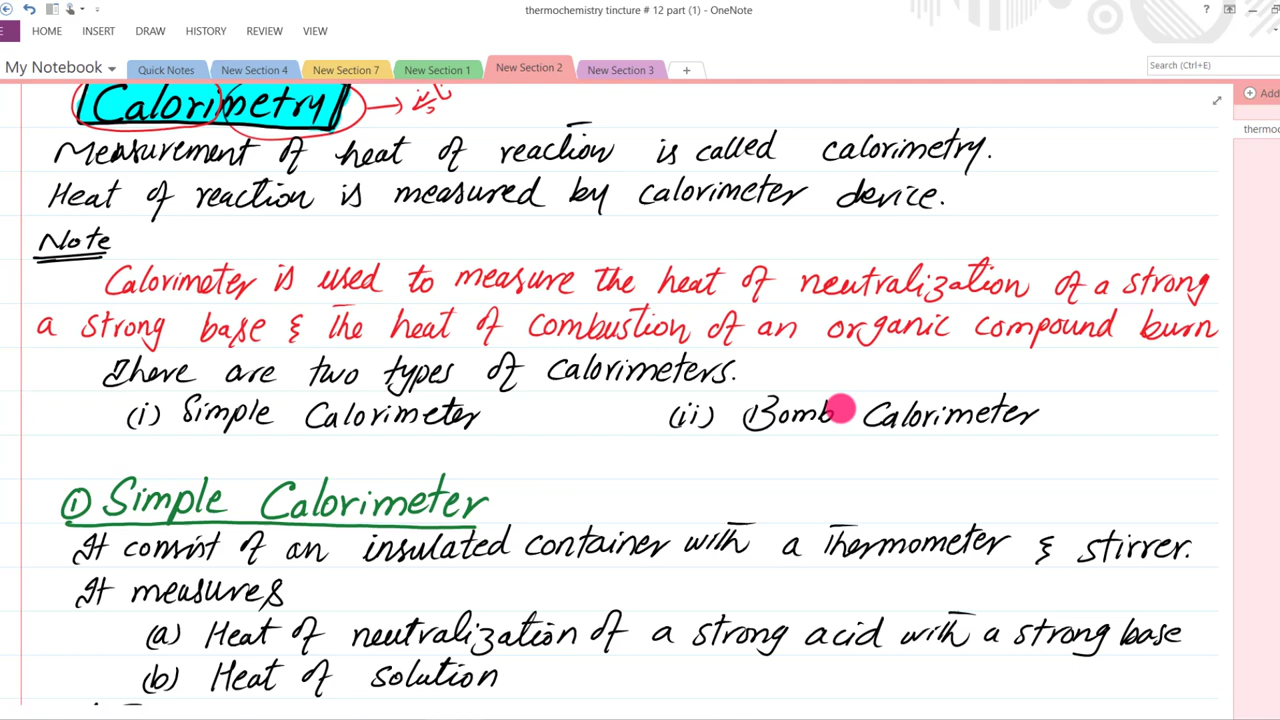 thermochemistry tincture # 12 part (1) - OneNote
HOME INSERT DRAW HISTORY REVIEW VIEW
My Notebook Quick Notes New Section 4 New Section 7 New Section 1 New Section 2 New Section 3 + Search (Ctrl+E)
Add
thermoc
Calorimetry
Measurement of heat of reaction is called calorimetry.
Heat of reaction is measured by calorimeter device.
Note
Calorimeter is used to measure the heat of neutralization of a strong
a strong base & the heat of combustion of an organic compound burn
There are two types of calorimeters.
(i) Simple Calorimeter (ii) Bomb Calorimeter
① Simple Calorimeter
It consist of an insulated container with a thermometer & stirrer.
It measures
(a) Heat of neutralization of a strong acid with a strong base
(b) Heat of solution